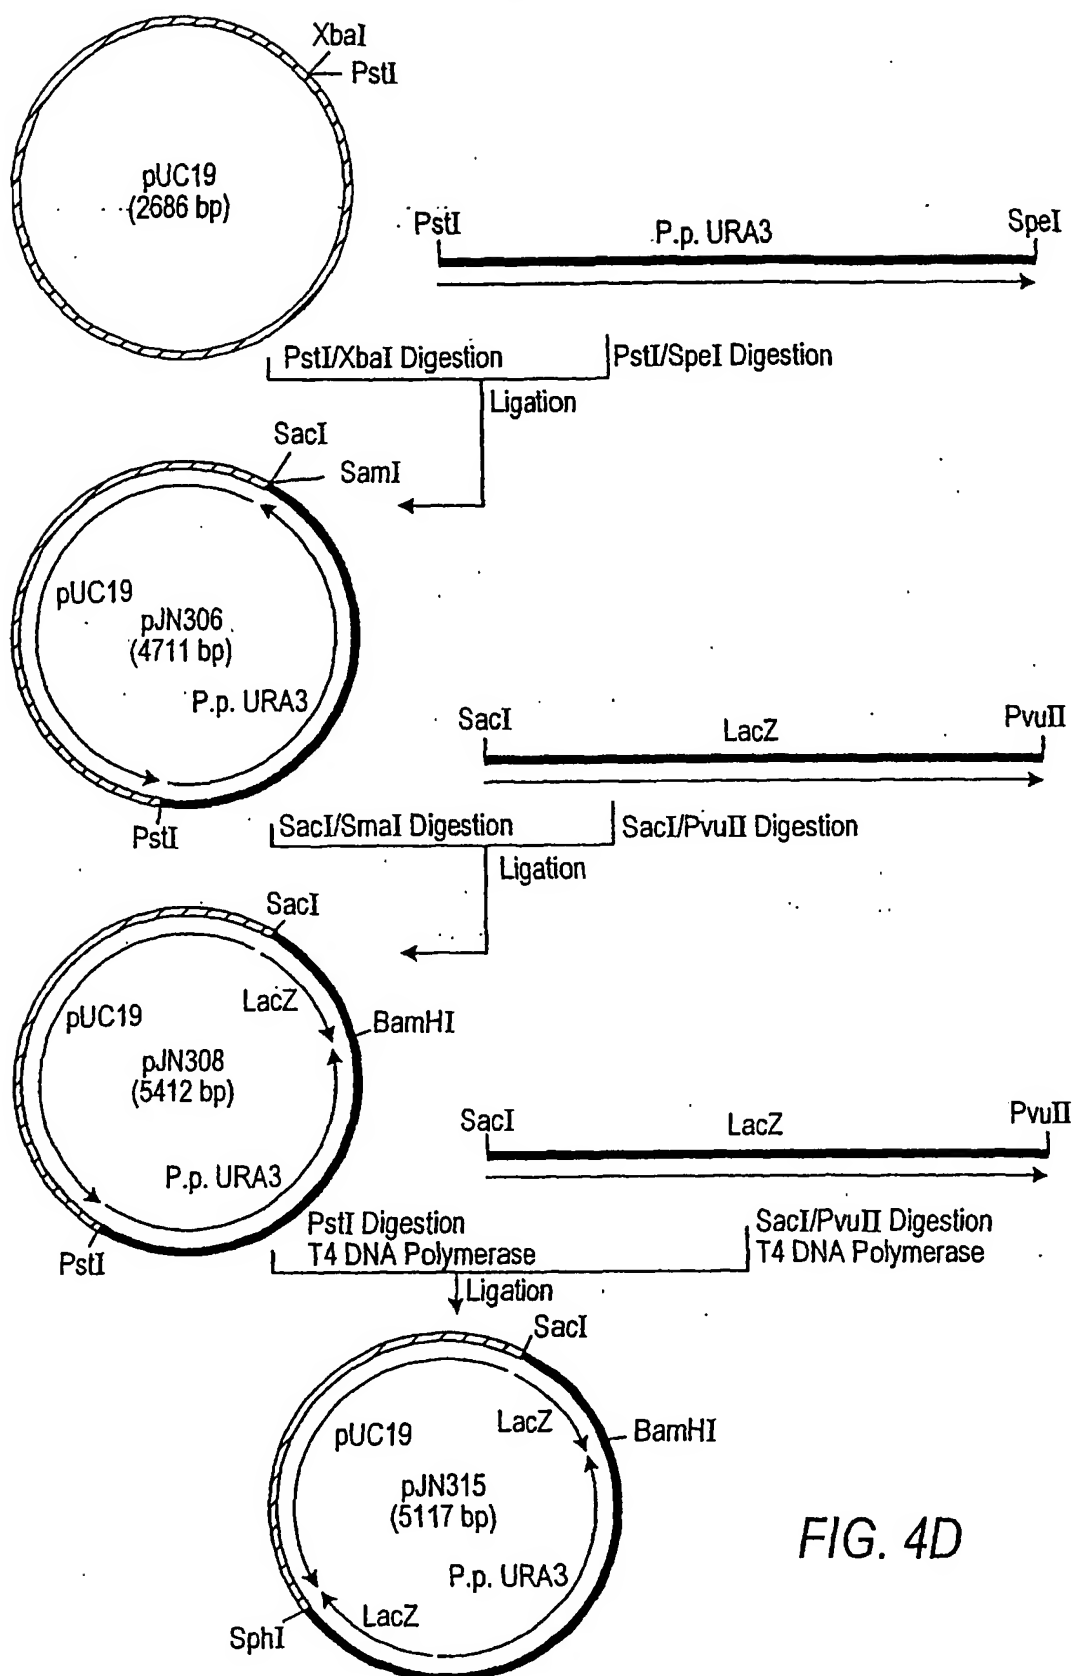 XbaI
PstI
pUC19
(2686 bp)
PstI
P.p. URA3
SpeI
PstI/XbaI Digestion
PstI/SpeI Digestion
Ligation
SacI
SamI
pUC19
pJN306
(4711 bp)
P.p. URA3
PstI
SacI
LacZ
PvuII
SacI/SmaI Digestion
SacI/PvuII Digestion
Ligation
SacI
LacZ
pUC19
BamHI
pJN308
(5412 bp)
P.p. URA3
PstI
SacI
LacZ
PvuII
PstI Digestion
T4 DNA Polymerase
SacI/PvuII Digestion
T4 DNA Polymerase
Ligation
SacI
LacZ
pUC19
BamHI
pJN315
(5117 bp)
P.p. URA3
LacZ
SphI
FIG. 4D